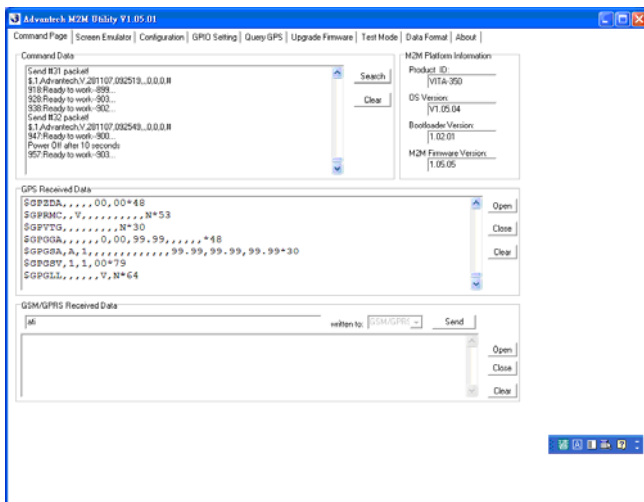 Advantech M2M Utility V1.05.01
Command Page | Screen Emulator | Configuration | GPIO Setting | Query GPS | Upgrade Firmware | Test Mode | Data Format | About
Command Data
Send #31 packet!
$,1,Advantech,V,281107,092519,,,0,0,0,#
918:Ready to work--899...
928:Ready to work--903...
938:Ready to work--902...
Send #32 packet!
$,1,Advantech,V,281107,092549,,,0,0,0,#
947:Ready to work--900...
Power Off after 10 seconds
957:Ready to work--903...
Search
Clear
M2M Platform Information
Product ID:
VITA-350
OS Version:
V1.05.04
Bootloader Version:
1.02.01
M2M Firmware Version:
1.05.05
GPS Received Data
$GPZDA,,,,,00,00*48
$GPRMC,,V,,,,,,,,,,N*53
$GPVTG,,,,,,,,,N*30
$GPGGA,,,,,,0,00,99.99,,,,,,*48
$GPGSA,A,1,,,,,,,,,,,,,99.99,99.99,99.99*30
$GPGSV,1,1,00*79
$GPGLL,,,,,,V,N*64
Open
Close
Clear
GSM/GPRS Received Data
ati
written to:
GSM/GPRS
Send
Open
Close
Clear